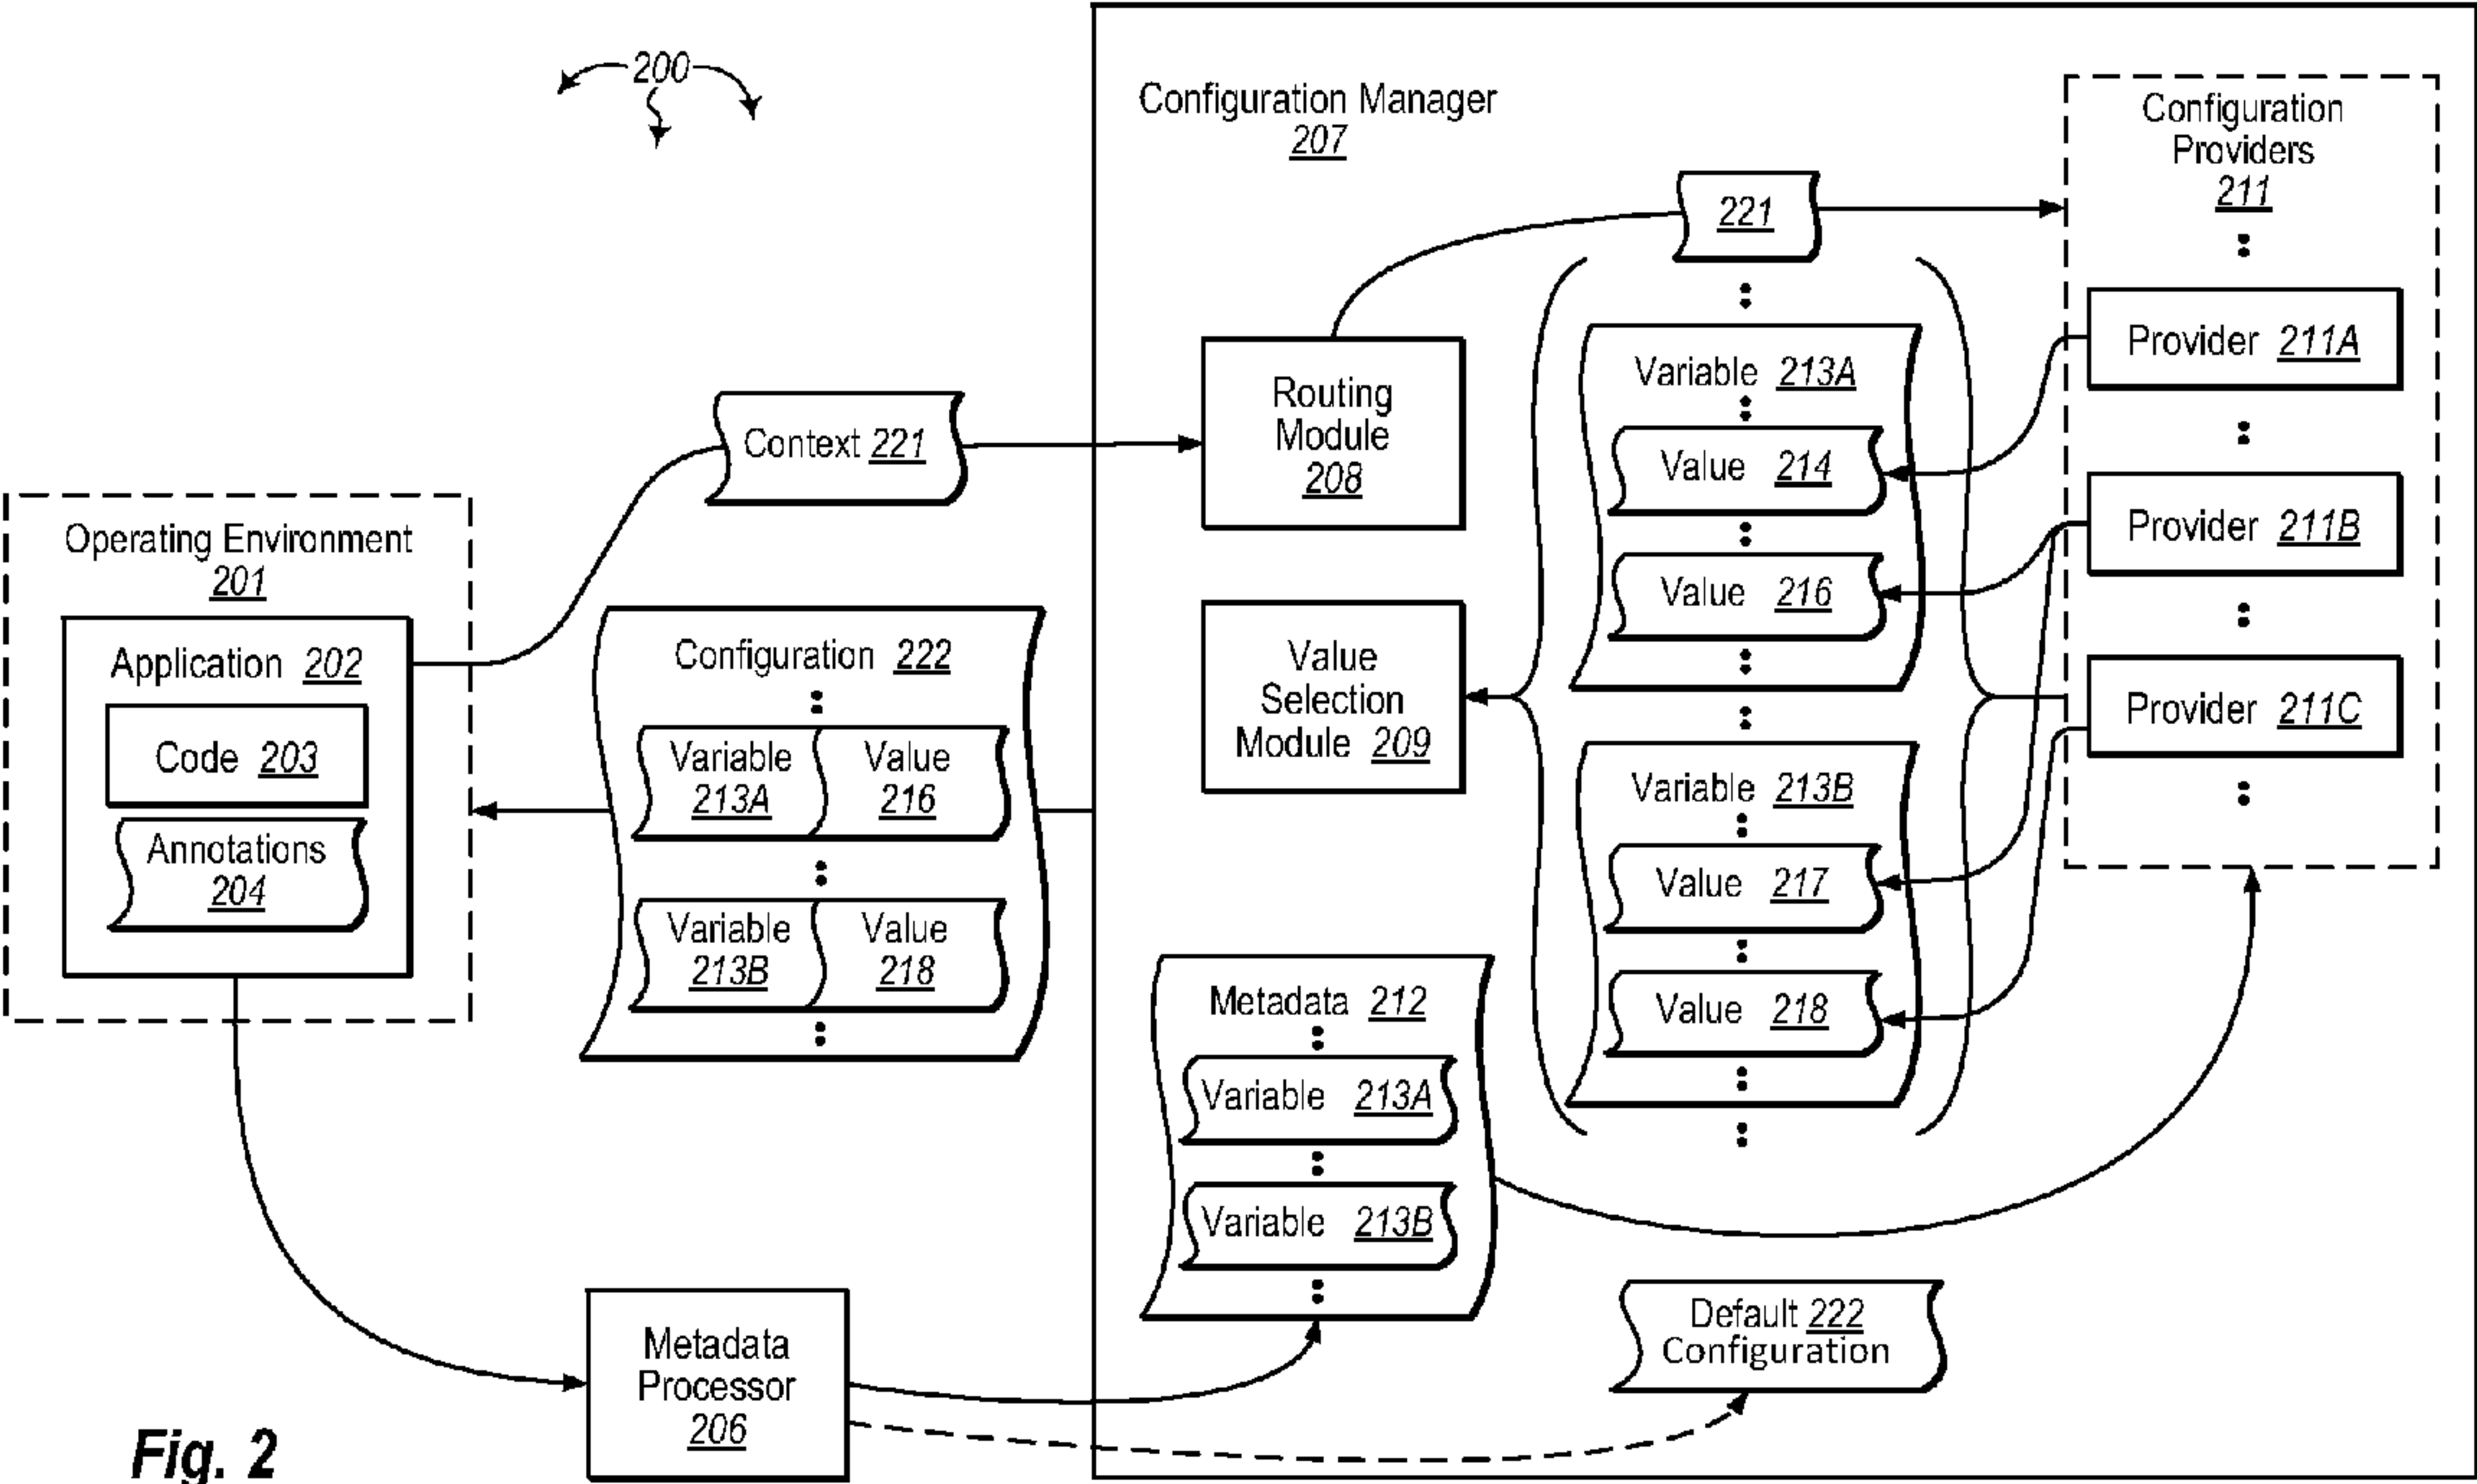 200
Configuration Manager
207
Configuration
Providers
211
221
Provider 211A
Provider 211B
Provider 211C
Routing
Module
208
Context 221
Variable 213A
Value 214
Value 216
Operating Environment
201
Application 202
Code 203
Annotations
204
Configuration 222
Variable
213A
Value
216
Variable
213B
Value
218
Value
Selection
Module 209
Variable 213B
Value 217
Value 218
Metadata 212
Variable 213A
Variable 213B
Metadata
Processor
206
Default 222
Configuration
Fig. 2